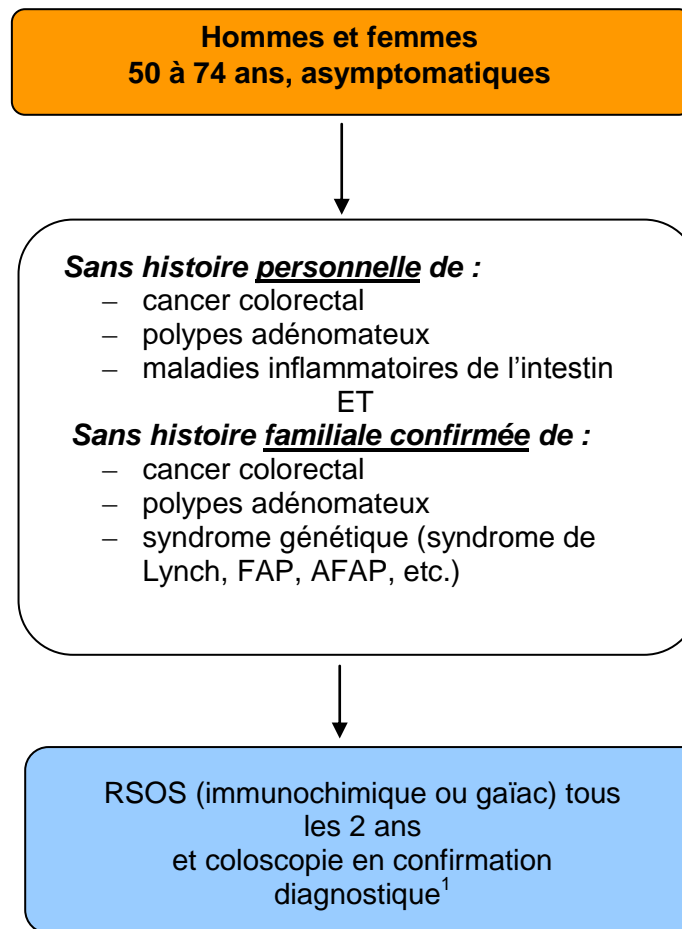 Hommes et femmes
50 à 74 ans, asymptomatiques
Sans histoire personnelle de :
– cancer colorectal
– polypes adénomateux
– maladies inflammatoires de l’intestin
ET
Sans histoire familiale confirmée de :
– cancer colorectal
– polypes adénomateux
– syndrome génétique (syndrome de
Lynch, FAP, AFAP, etc.)
RSOS (immunochimique ou gaïac) tous
les 2 ans
et coloscopie en confirmation
diagnostique¹